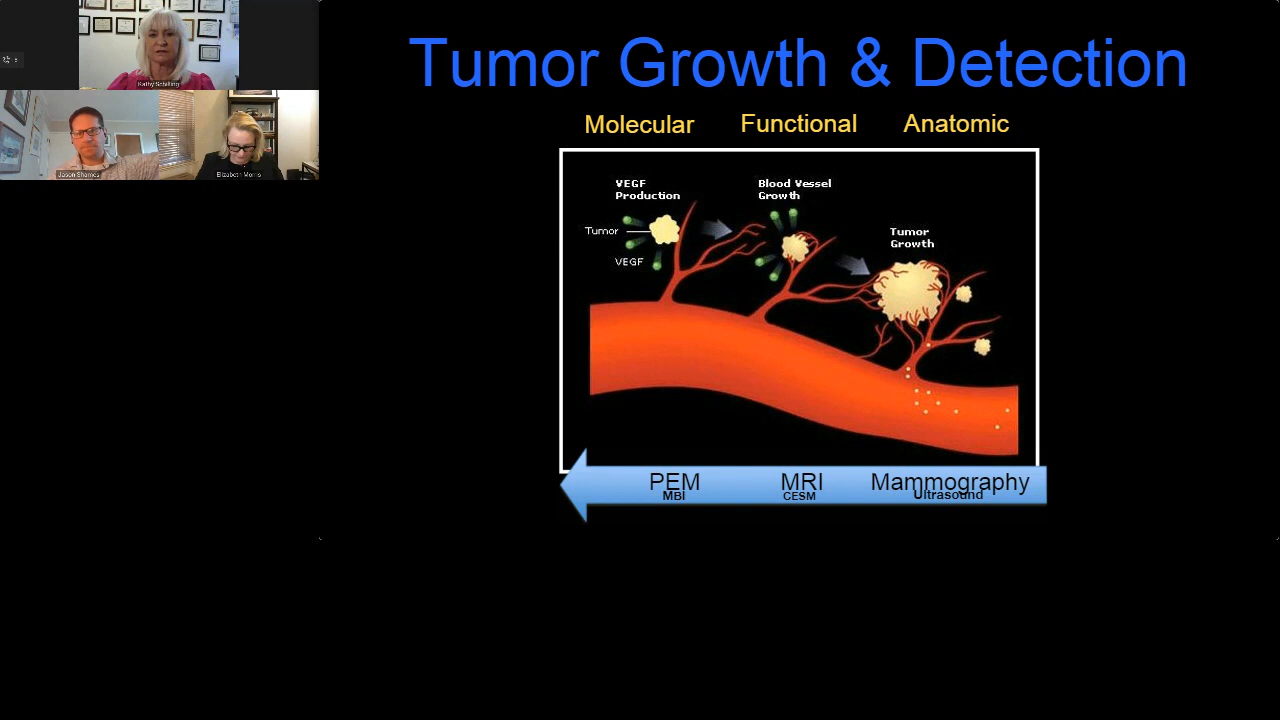 Kathy Schilling
Jason Shames
Elizabeth Morris
Tumor Growth & Detection
Molecular Functional Anatomic
VEGF
Production
Blood Vessel
Growth
Tumor
VEGF
Tumor
Growth
PEM MRI Mammography
MBI CESM Ultrasound